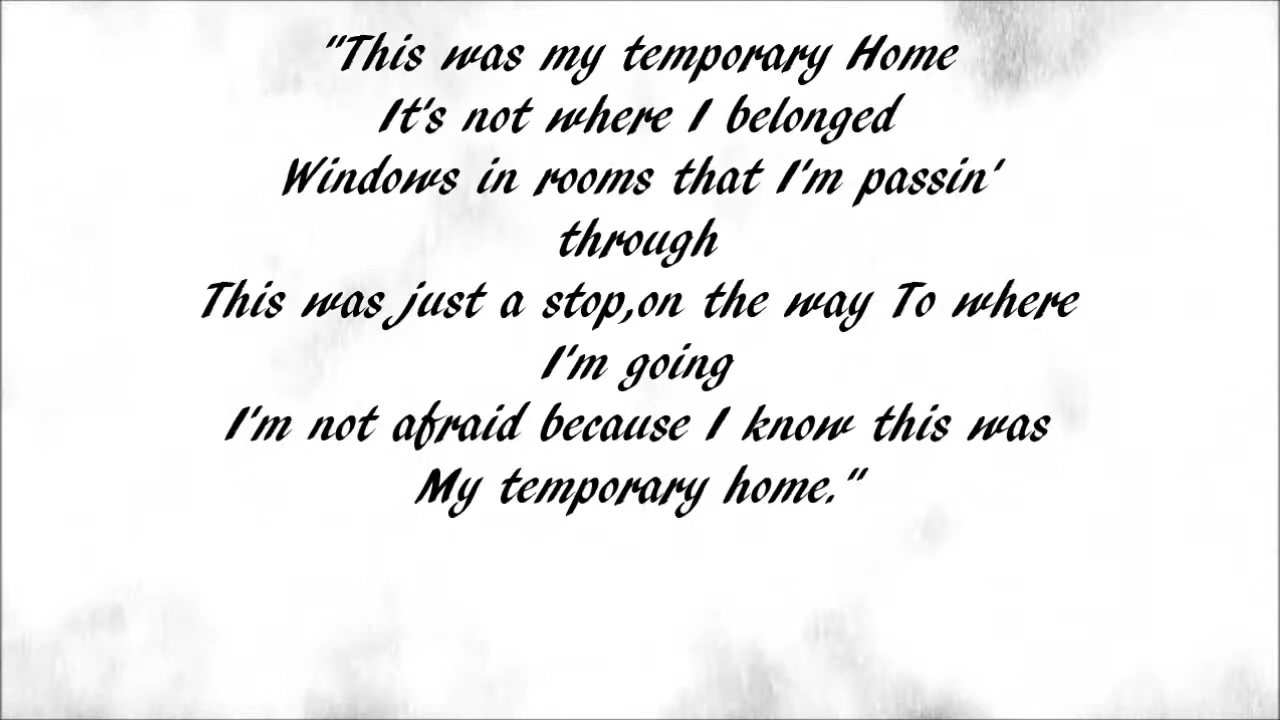 "This was my temporary Home
It's not where I belonged
Windows in rooms that I'm passin'
through
This was just a stop,on the way To where
I'm going
I'm not afraid because I know this was
My temporary home."